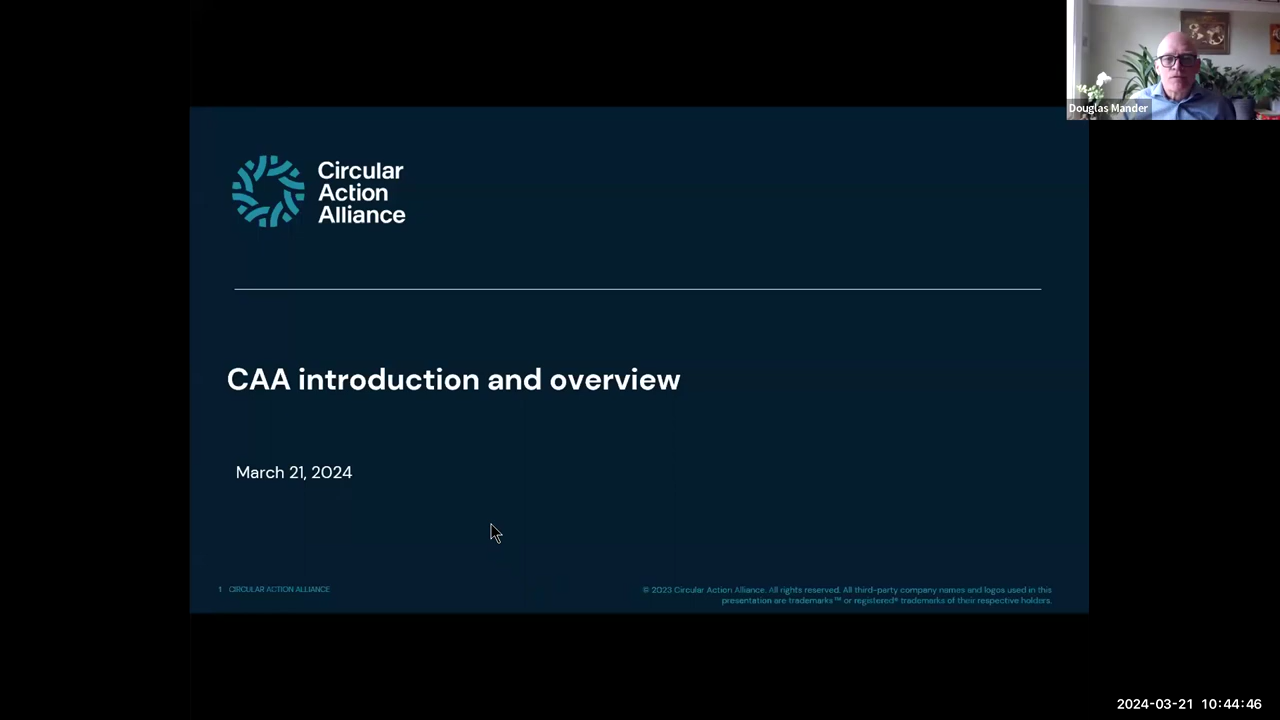 Douglas Mander
Circular
Action
Alliance
CAA introduction and overview
March 21, 2024
1 CIRCULAR ACTION ALLIANCE
© 2023 Circular Action Alliance. All rights reserved. All third-party company names and logos used in this
presentation are trademarks™ or registered® trademarks of their respective holders.
2024-03-21 10:44:46